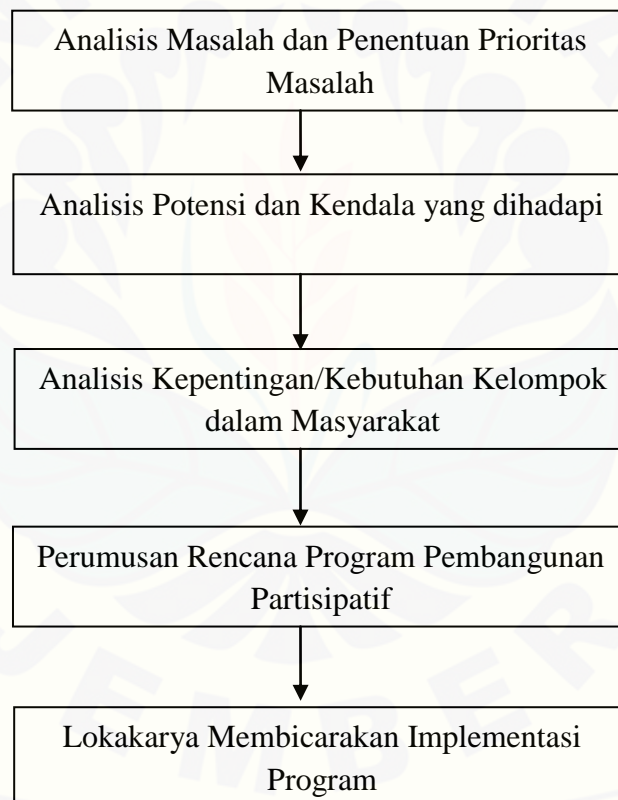 Analisis Masalah dan Penentuan Prioritas
Masalah
Analisis Potensi dan Kendala yang dihadapi
Analisis Kepentingan/Kebutuhan Kelompok
dalam Masyarakat
Perumusan Rencana Program Pembangunan
Partisipatif
Lokakarya Membicarakan Implementasi
Program
JEMBER